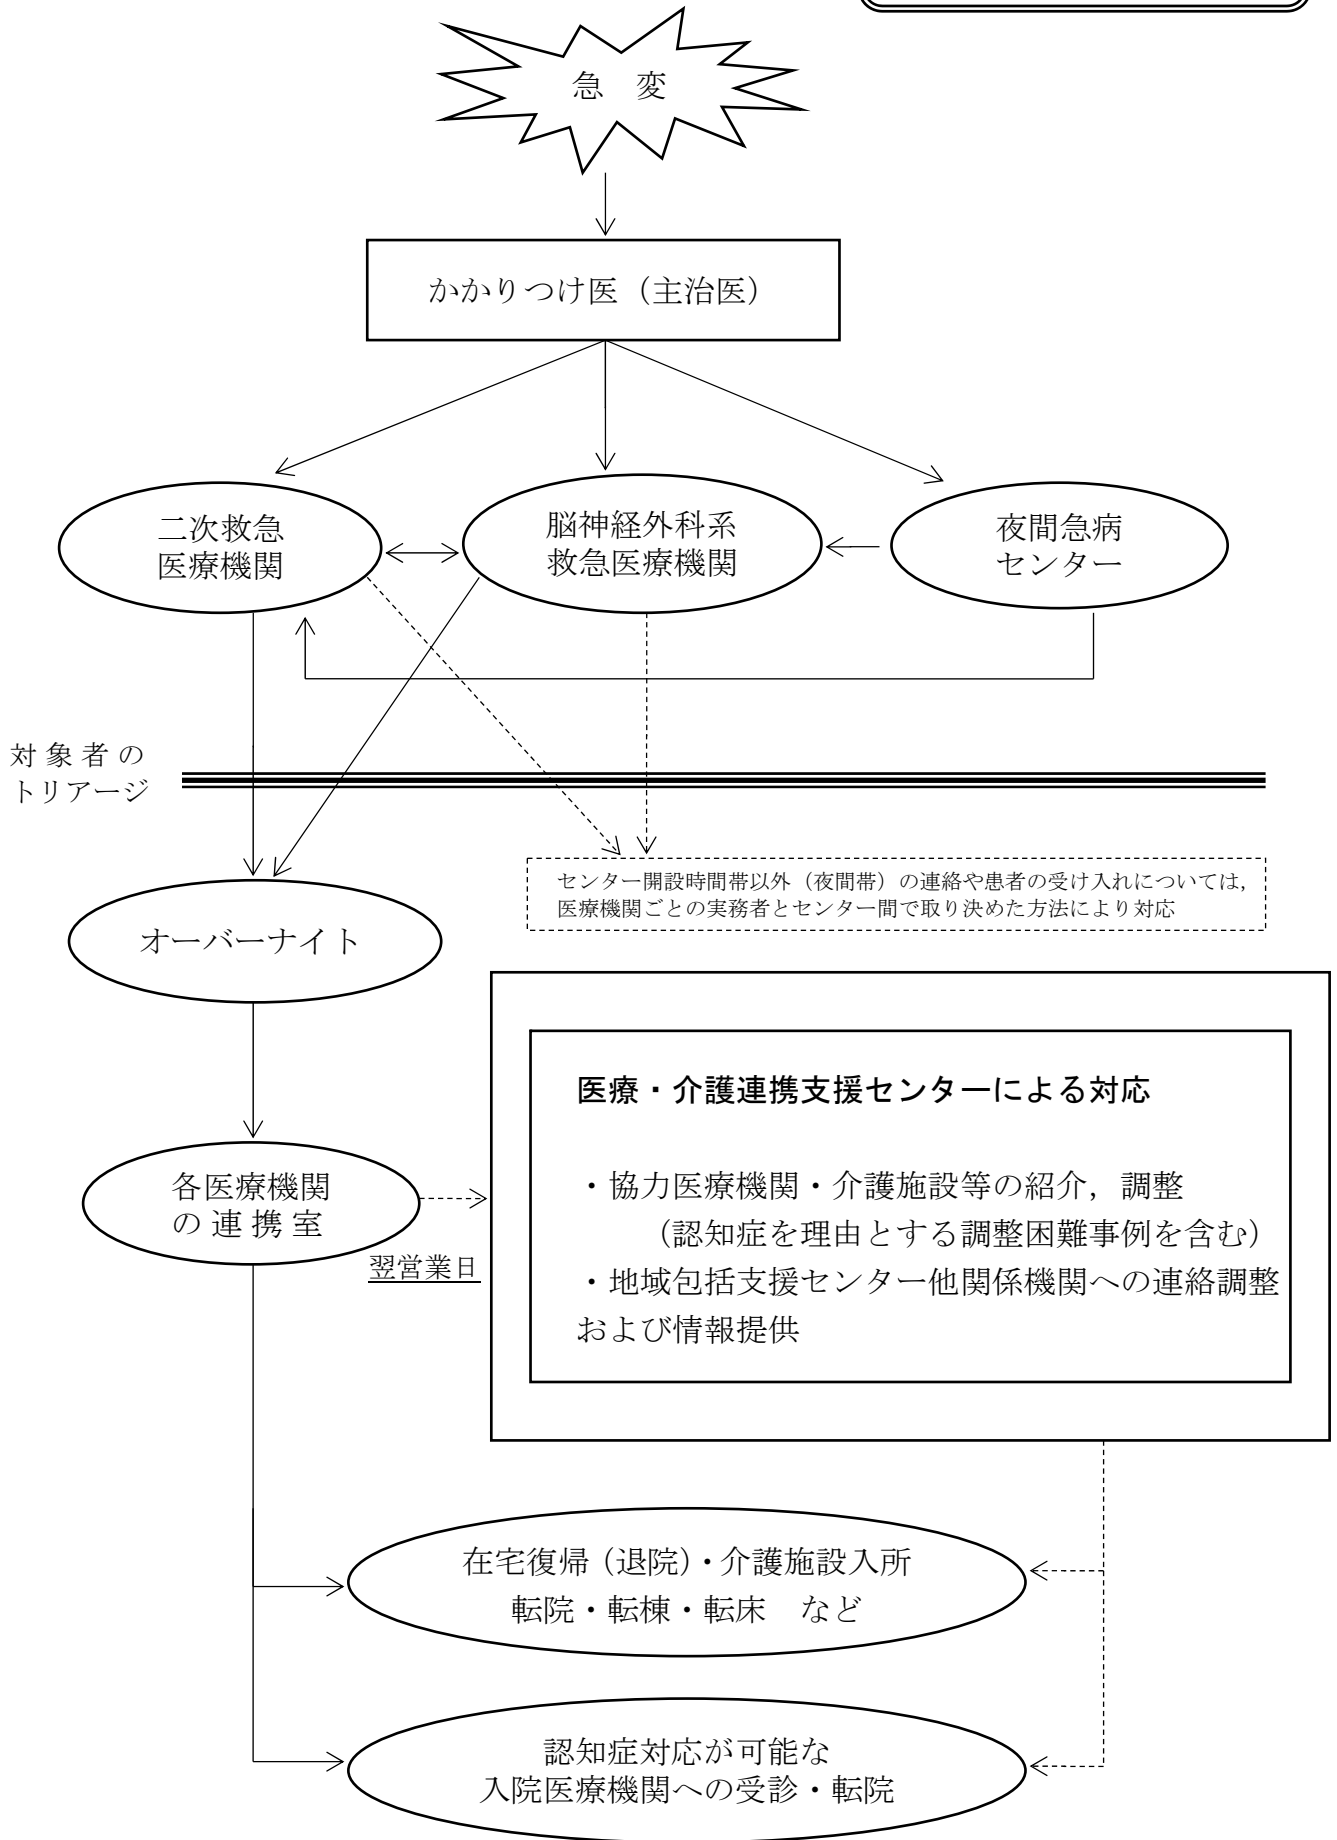 急　変
かかりつけ医（主治医）
二次救急
医療機関
脳神経外科系
救急医療機関
夜間急病
センター
対象者の
トリアージ
センター開設時間帯以外（夜間帯）の連絡や患者の受け入れについては，
医療機関ごとの実務者とセンター間で取り決めた方法により対応
オーバーナイト
医療・介護連携支援センターによる対応
・協力医療機関・介護施設等の紹介，調整
（認知症を理由とする調整困難事例を含む）
・地域包括支援センター他関係機関への連絡調整
および情報提供
各医療機関
の連携室
翌営業日
在宅復帰（退院）・介護施設入所
転院・転棟・転床　など
認知症対応が可能な
入院医療機関への受診・転院